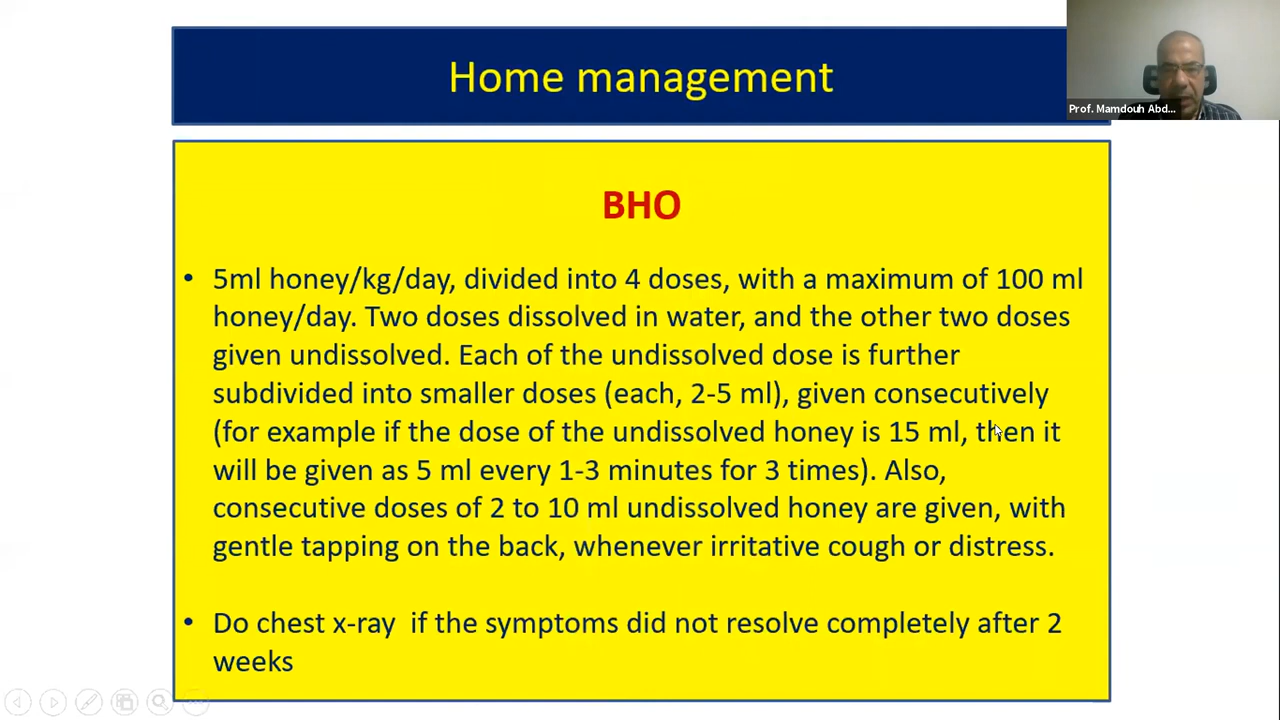 Home management
Prof. Mamdouh Abd...
BHO
• 5ml honey/kg/day, divided into 4 doses, with a maximum of 100 ml
honey/day. Two doses dissolved in water, and the other two doses
given undissolved. Each of the undissolved dose is further
subdivided into smaller doses (each, 2-5 ml), given consecutively
(for example if the dose of the undissolved honey is 15 ml, then it
will be given as 5 ml every 1-3 minutes for 3 times). Also,
consecutive doses of 2 to 10 ml undissolved honey are given, with
gentle tapping on the back, whenever irritative cough or distress.
• Do chest x-ray  if the symptoms did not resolve completely after 2
weeks